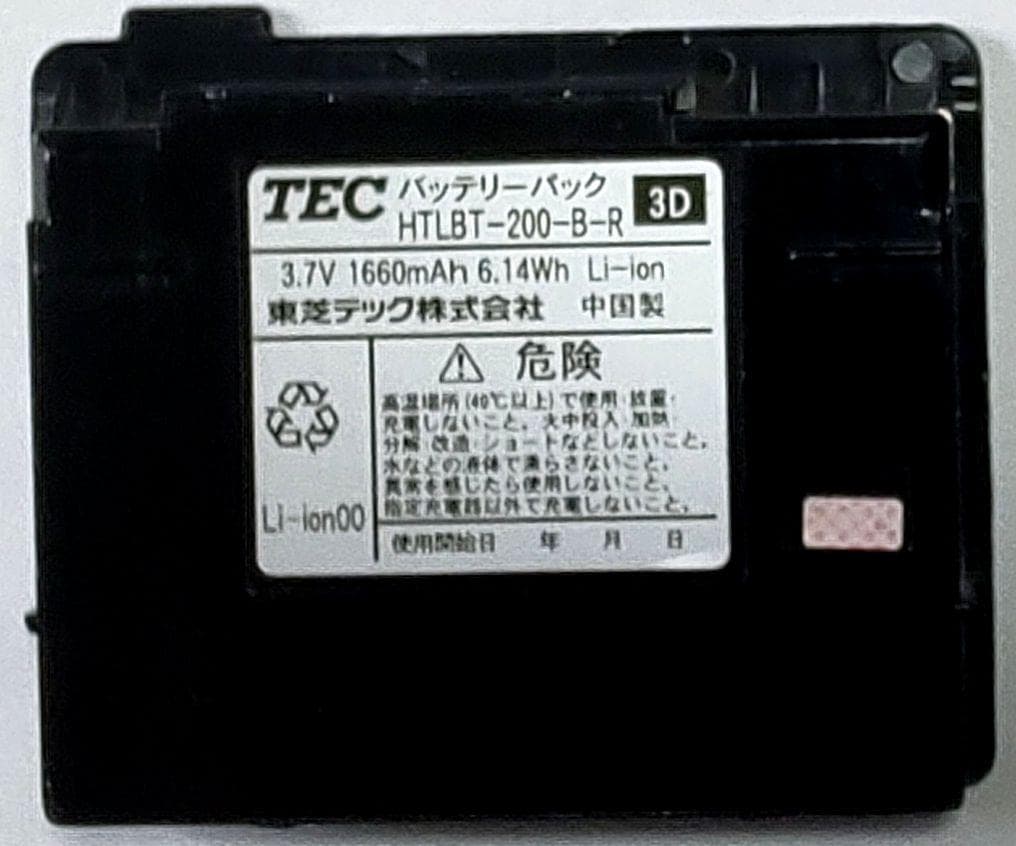 TEC バッテリーパック 3D
HTLBT-200-B-R
3.7V 1660mAh 6.14Wh Li-ion
東芝テック株式会社 中国製
危険
高温場所(40℃以上)で使用・放置・
充電しないこと。火中投入・加熱・
分解・改造・ショートなどしないこと。
水などの液体で濡らさないこと。
異常を感じたら使用しないこと。
指定充電器以外で充電しないこと。
Li-ion00
使用開始日 年 月 日